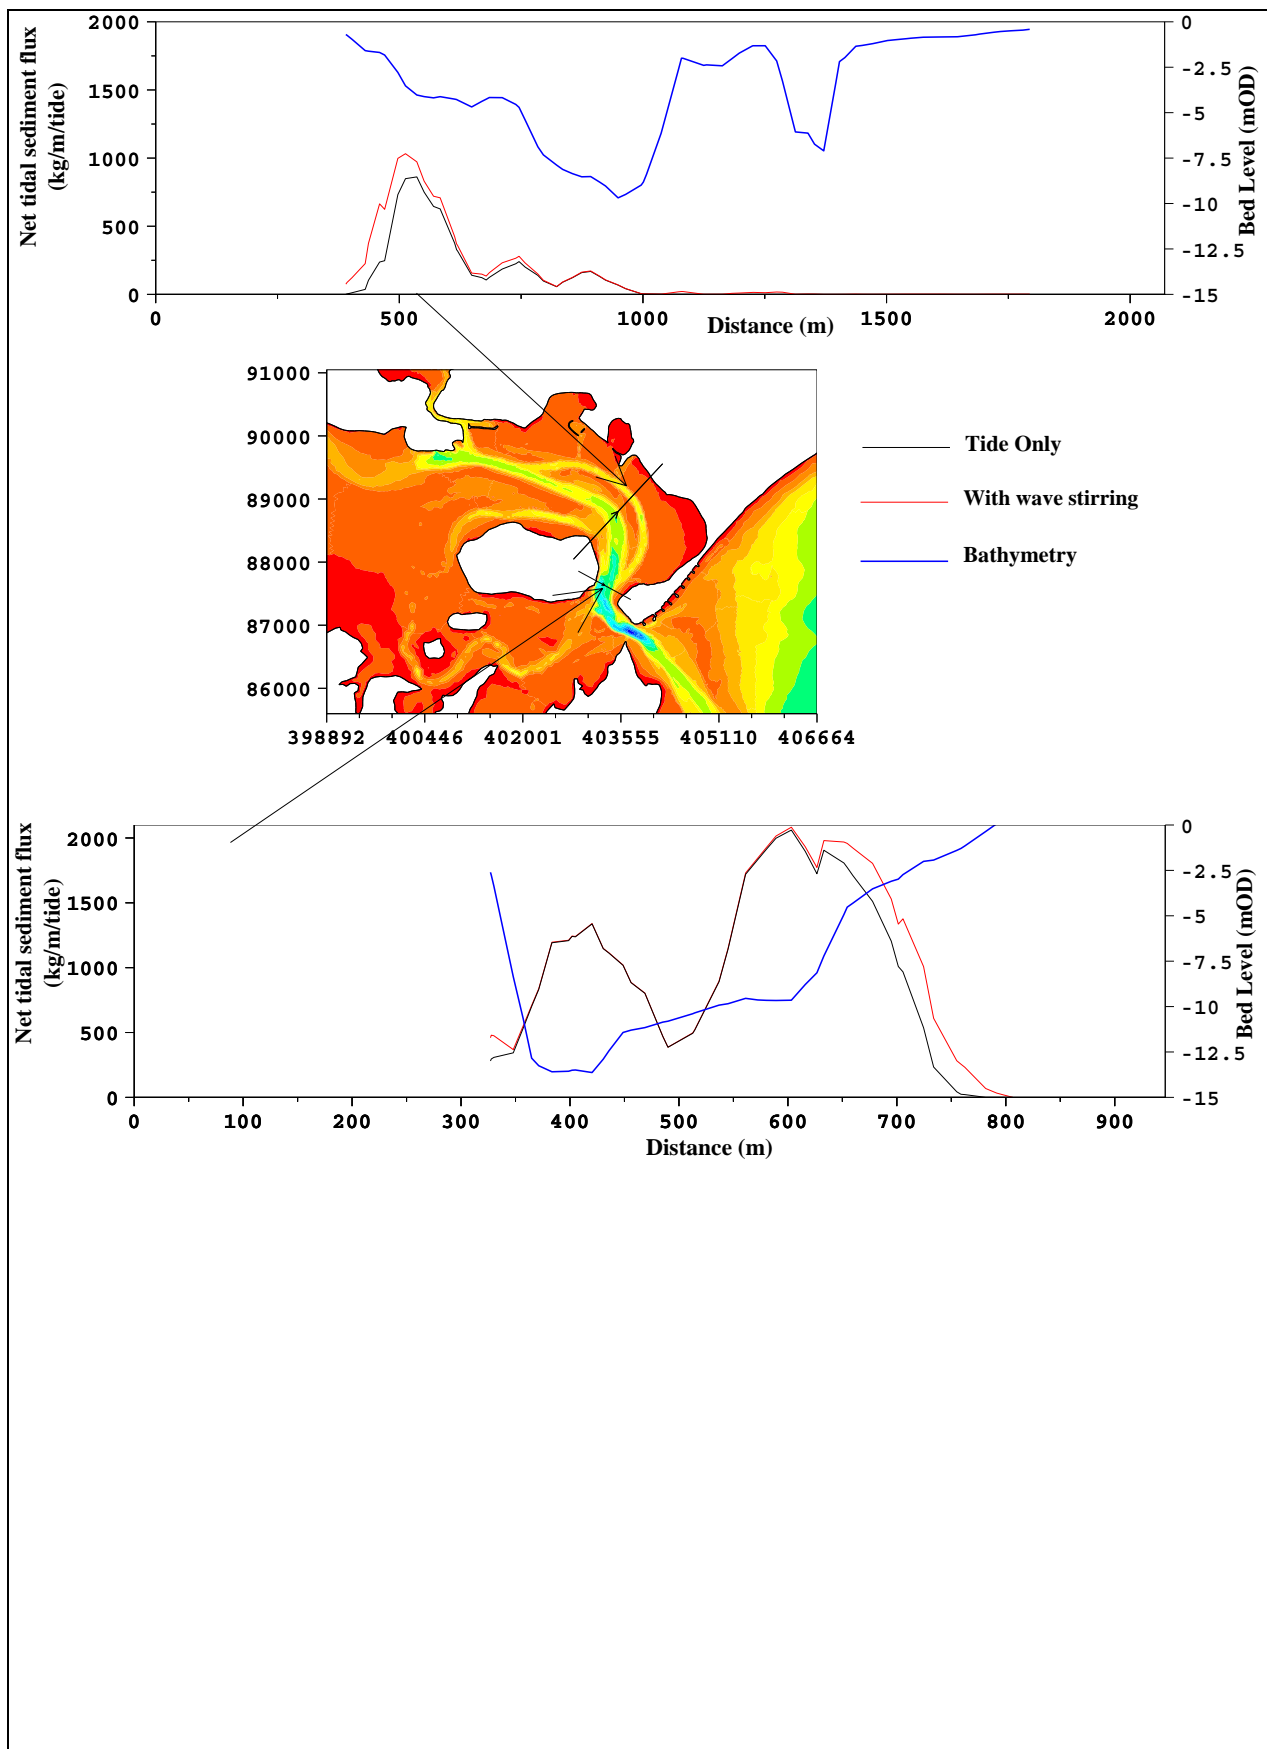 2000
1500
1000
500
0
Net tidal sediment flux
(kg/m/tide)
0
-2.5
-5
-7.5
-10
-12.5
-15
Bed Level (mOD)
0 500 1000 1500 2000
Distance (m)
91000
90000
89000
88000
87000
86000
398892 400446 402001 403555 405110 406664
Tide Only
With wave stirring
Bathymetry
2000
1500
1000
500
0
Net tidal sediment flux
(kg/m/tide)
0
-2.5
-5
-7.5
-10
-12.5
-15
Bed Level (mOD)
0 100 200 300 400 500 600 700 800 900
Distance (m)